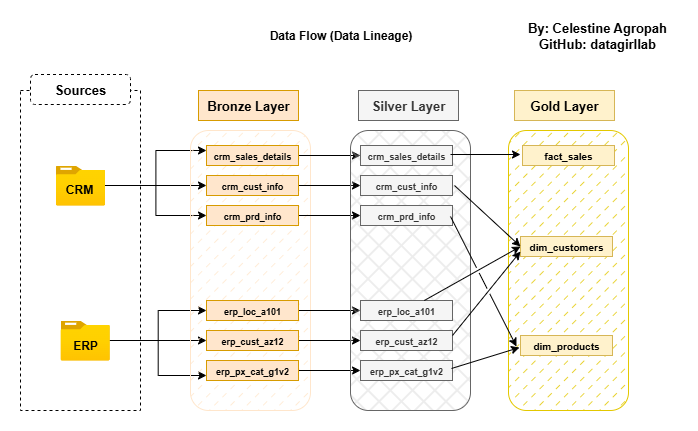 Data Flow (Data Lineage)
By: Celestine Agropah
GitHub: datagirllab
Sources
Bronze Layer
Silver Layer
Gold Layer
CRM
crm_sales_details
crm_cust_info
crm_prd_info
crm_sales_details
crm_cust_info
crm_prd_info
fact_sales
dim_customers
ERP
erp_loc_a101
erp_cust_az12
erp_px_cat_g1v2
erp_loc_a101
erp_cust_az12
erp_px_cat_g1v2
dim_products